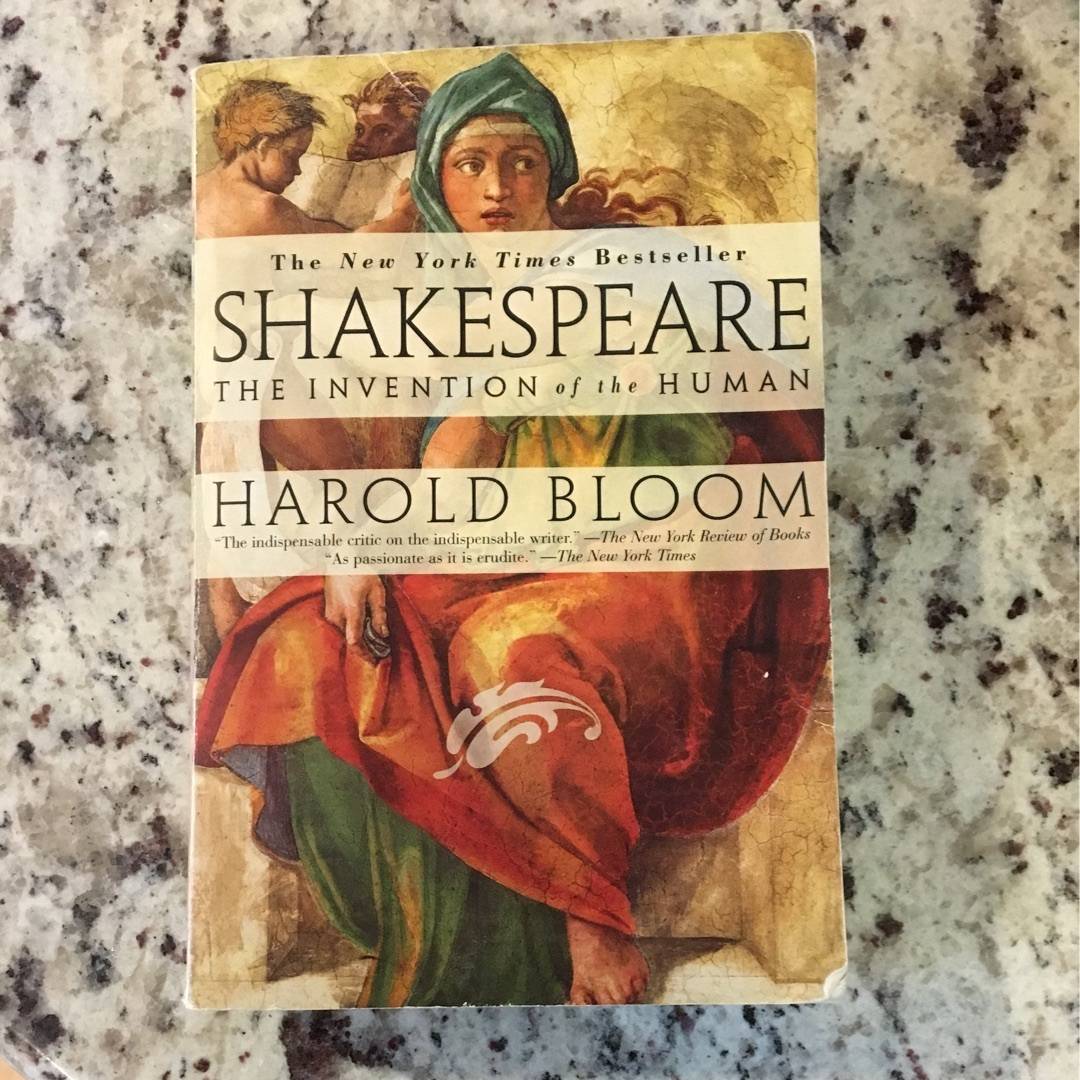 The New York Times Bestseller
SHAKESPEARE
THE INVENTION of the HUMAN
HAROLD BLOOM
“The indispensable critic on the indispensable writer.” —The New York Review of Books
“As passionate as it is erudite.” —The New York Times